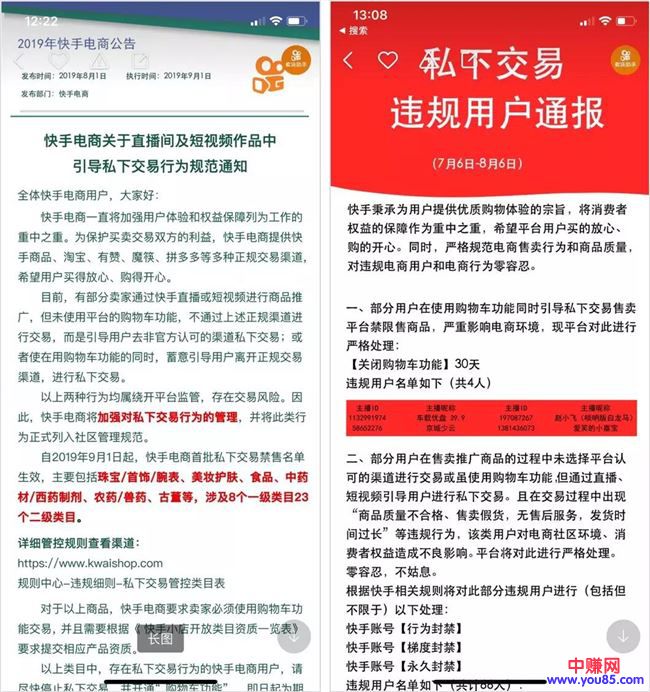 12:22
2019年快手电商公告
发布时间：2019年8月1日 执行时间：2019年9月1日
发布部门：快手电商
快手电商关于直播间及短视频作品中
引导私下交易行为规范通知
全体快手电商用户，大家好：
快手电商一直将加强用户体验和权益保障列为工作的
重中之重。为保护买卖交易双方的利益，快手电商提供快
手商品、淘宝、有赞、魔筷、拼多多等多种正规交易渠道，
希望用户买得放心、购得开心。
目前，有部分卖家通过快手直播或短视频进行商品推
广，但未使用平台的购物车功能，不通过上述正规渠道进
行交易，而是引导用户去非官方认可的渠道私下交易；或
者使在用购物车功能的同时，蓄意引导用户离开正规交易
渠道，进行私下交易。
以上两种行为均属绕开平台监管，存在交易风险。因
此，快手电商将加强对私下交易行为的管理，并将此类行
为正式列入社区管理规范。
自2019年9月1日起，快手电商首批私下交易禁售名单
生效，主要包括珠宝/首饰/腕表、美妆护肤、食品、中药
材/西药制剂、农药/兽药、古董等，涉及8个一级类目23
个二级类目。
详细管控规则查看渠道：
https://www.kwaishop.com
规则中心-违规细则-私下交易管控类目表
对于以上商品，快手电商要求卖家必须使用购物车功
能交易，并且需要根据《快手小店开放类目资质一览表》
要求提交相应产品资质。
长图
以上类目中，存在私下交易行为的快手电商用户，请
尽快停止私下交易，并开通“购物车功能”，即日起为期
13:08
搜索
私下交易
违规用户通报
(7月6日-8月6日)
快手秉承为用户提供优质购物体验的宗旨，将消费者
权益的保障作为重中之重，希望平台用户买的放心、
购的开心。同时，严格规范电商售卖行为和商品质量，
对违规电商用户和电商行为零容忍。
一、部分用户在使用购物车功能同时引导私下交易售卖
平台禁限售商品，严重影响电商环境，现平台对此进行
严格处理：
【关闭购物车功能】30天
违规用户名单如下（共4人）
主播ID 主播昵称 主播ID 主播昵称
1132991974 车载优盘 29.9 197087267 赵小飞（唢呐版白龙马）
58652276 京城少云 1381436073 爱芙的小嘉宝
二、部分用户在售卖推广商品的过程中未选择平台认
可的渠道进行交易或虽使用购物车功能,但通过直播、
短视频引导用户进行私下交易。且在交易过程中出现
“商品质量不合格、售卖假货，无售后服务，发货时
间过长”等违规行为，该类用户对电商社区环境、消
费者权益造成不良影响。平台将对此进行严格处理。
零容忍，不姑息。
根据快手相关规则将对此部分违规用户进行（包括但
不限于）以下处理：
快手账号【行为封禁】
快手账号【梯度封禁】
快手账号【永久封禁】
违规用户名单如下（共计88人）：
中赚网
www.you85.com